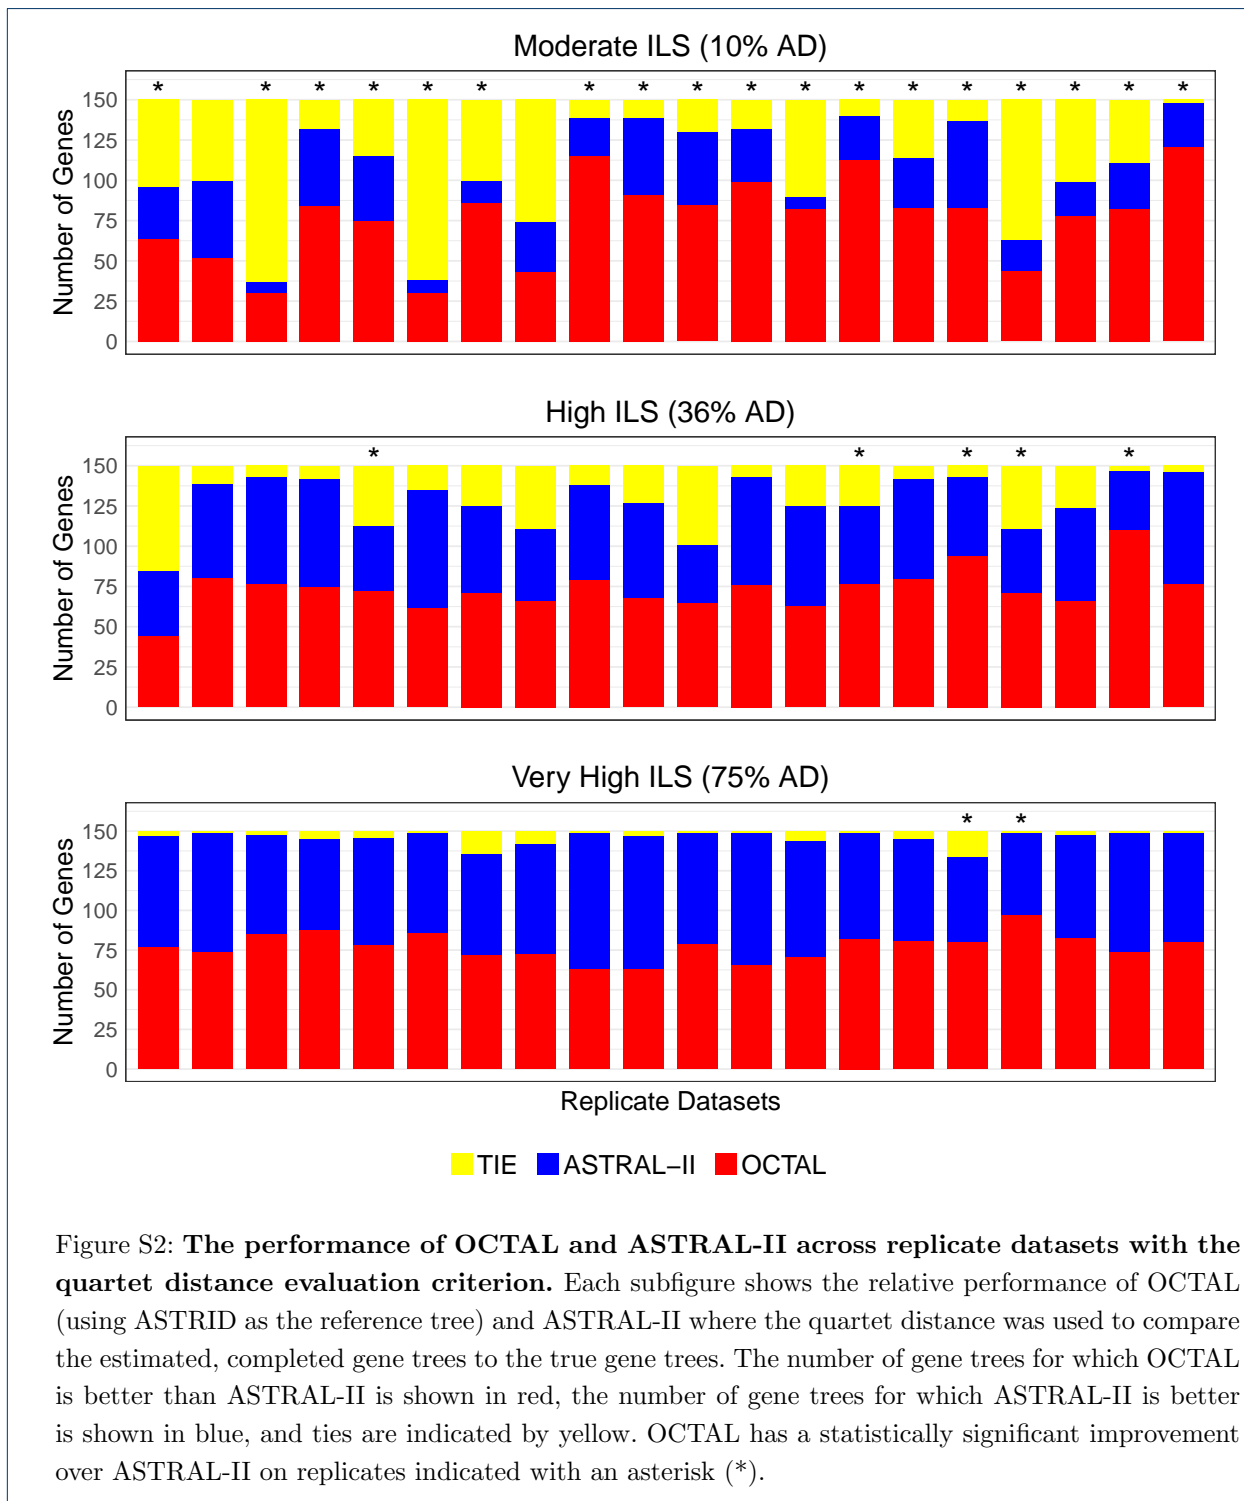 Moderate ILS (10% AD)
* * * * * * * * * * * * * * * * * *
150
125
100
75
50
25
0
Number of Genes
High ILS (36% AD)
* * * * *
150
125
100
75
50
25
0
Number of Genes
Very High ILS (75% AD)
* *
150
125
100
75
50
25
0
Number of Genes
Replicate Datasets
TIE ASTRAL−II OCTAL
Figure S2: The performance of OCTAL and ASTRAL-II across replicate datasets with the
quartet distance evaluation criterion. Each subfigure shows the relative performance of OCTAL
(using ASTRID as the reference tree) and ASTRAL-II where the quartet distance was used to compare
the estimated, completed gene trees to the true gene trees. The number of gene trees for which OCTAL
is better than ASTRAL-II is shown in red, the number of gene trees for which ASTRAL-II is better
is shown in blue, and ties are indicated by yellow. OCTAL has a statistically significant improvement
over ASTRAL-II on replicates indicated with an asterisk (*).